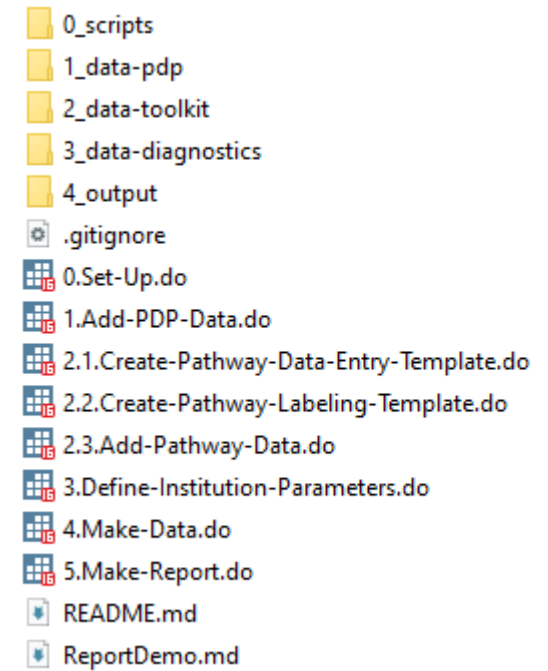 0_scripts
1_data-pdp
2_data-toolkit
3_data-diagnostics
4_output
.gitignore
0.Set-Up.do
1.Add-PDP-Data.do
2.1.Create-Pathway-Data-Entry-Template.do
2.2.Create-Pathway-Labeling-Template.do
2.3.Add-Pathway-Data.do
3.Define-Institution-Parameters.do
4.Make-Data.do
5.Make-Report.do
README.md
ReportDemo.md